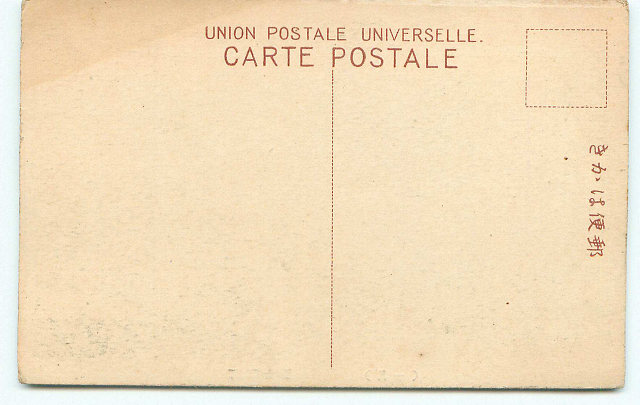 UNION POSTALE UNIVERSELLE.
CARTE POSTALE
郵便はかき